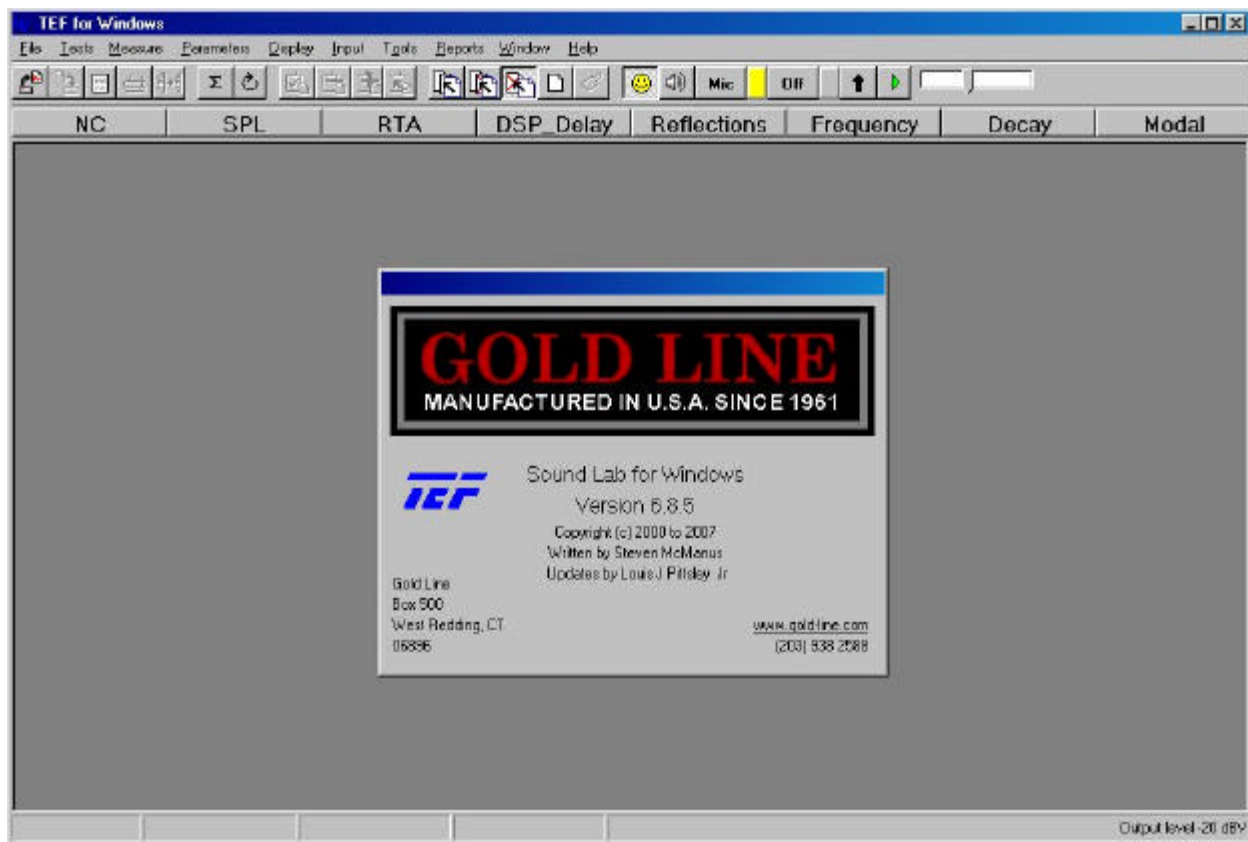 TEF for Windows
File Tests Measure Parameters Display Input Tools Reports Window Help
Σ Mic Off
NC SPL RTA DSP_Delay Reflections Frequency Decay Modal
GOLD LINE
MANUFACTURED IN U.S.A. SINCE 1961
TEF
Sound Lab for Windows
Version 6.8.5
Copyright (c) 2000 to 2007
Written by Steven McManus
Updates by Louis J Pittsley Jr
Gold Line
Box 500
West Redding, CT
06896
www.gold-line.com
(203) 938 2588
Output level -20 dBV